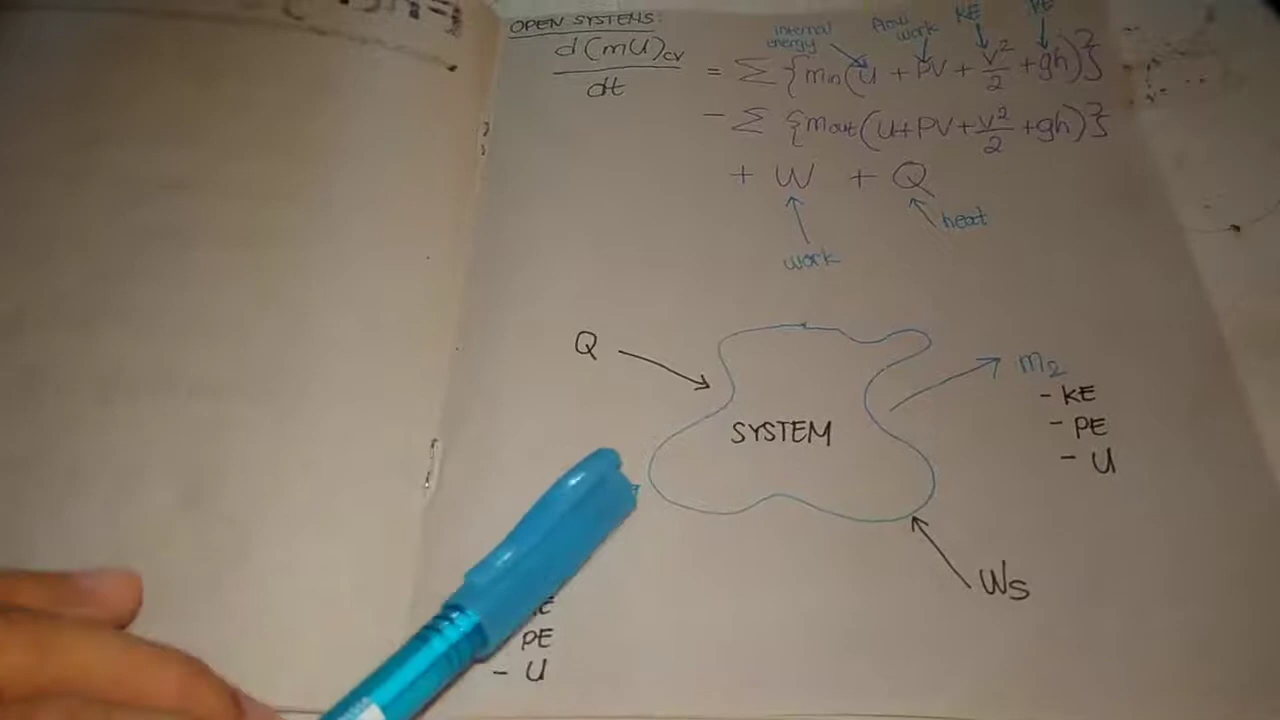 OPEN SYSTEMS:
internal energy
flow work
KE
PE
d(mU)cv
dt
= Σ {min(U + PV + v²/2 + gh)}
- Σ {mout(U+PV+v²/2+gh)}
+ W + Q
heat
work
Q
m2
- KE
SYSTEM
- PE
- U
Ws
PE
- U